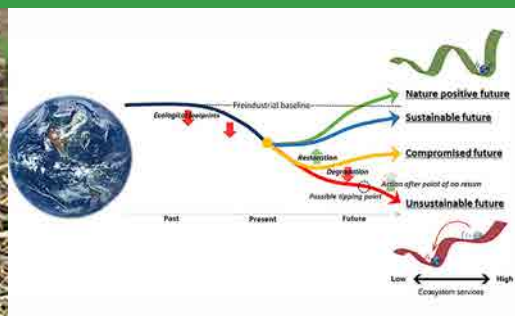 Preindustrial baseline
Ecological footprints
Nature positive future
Sustainable future
Restoration
Compromised future
Degradation
Action after point of no return
Possible tipping point
Unsustainable future
Past
Present
Future
Low
High
Ecosystem services